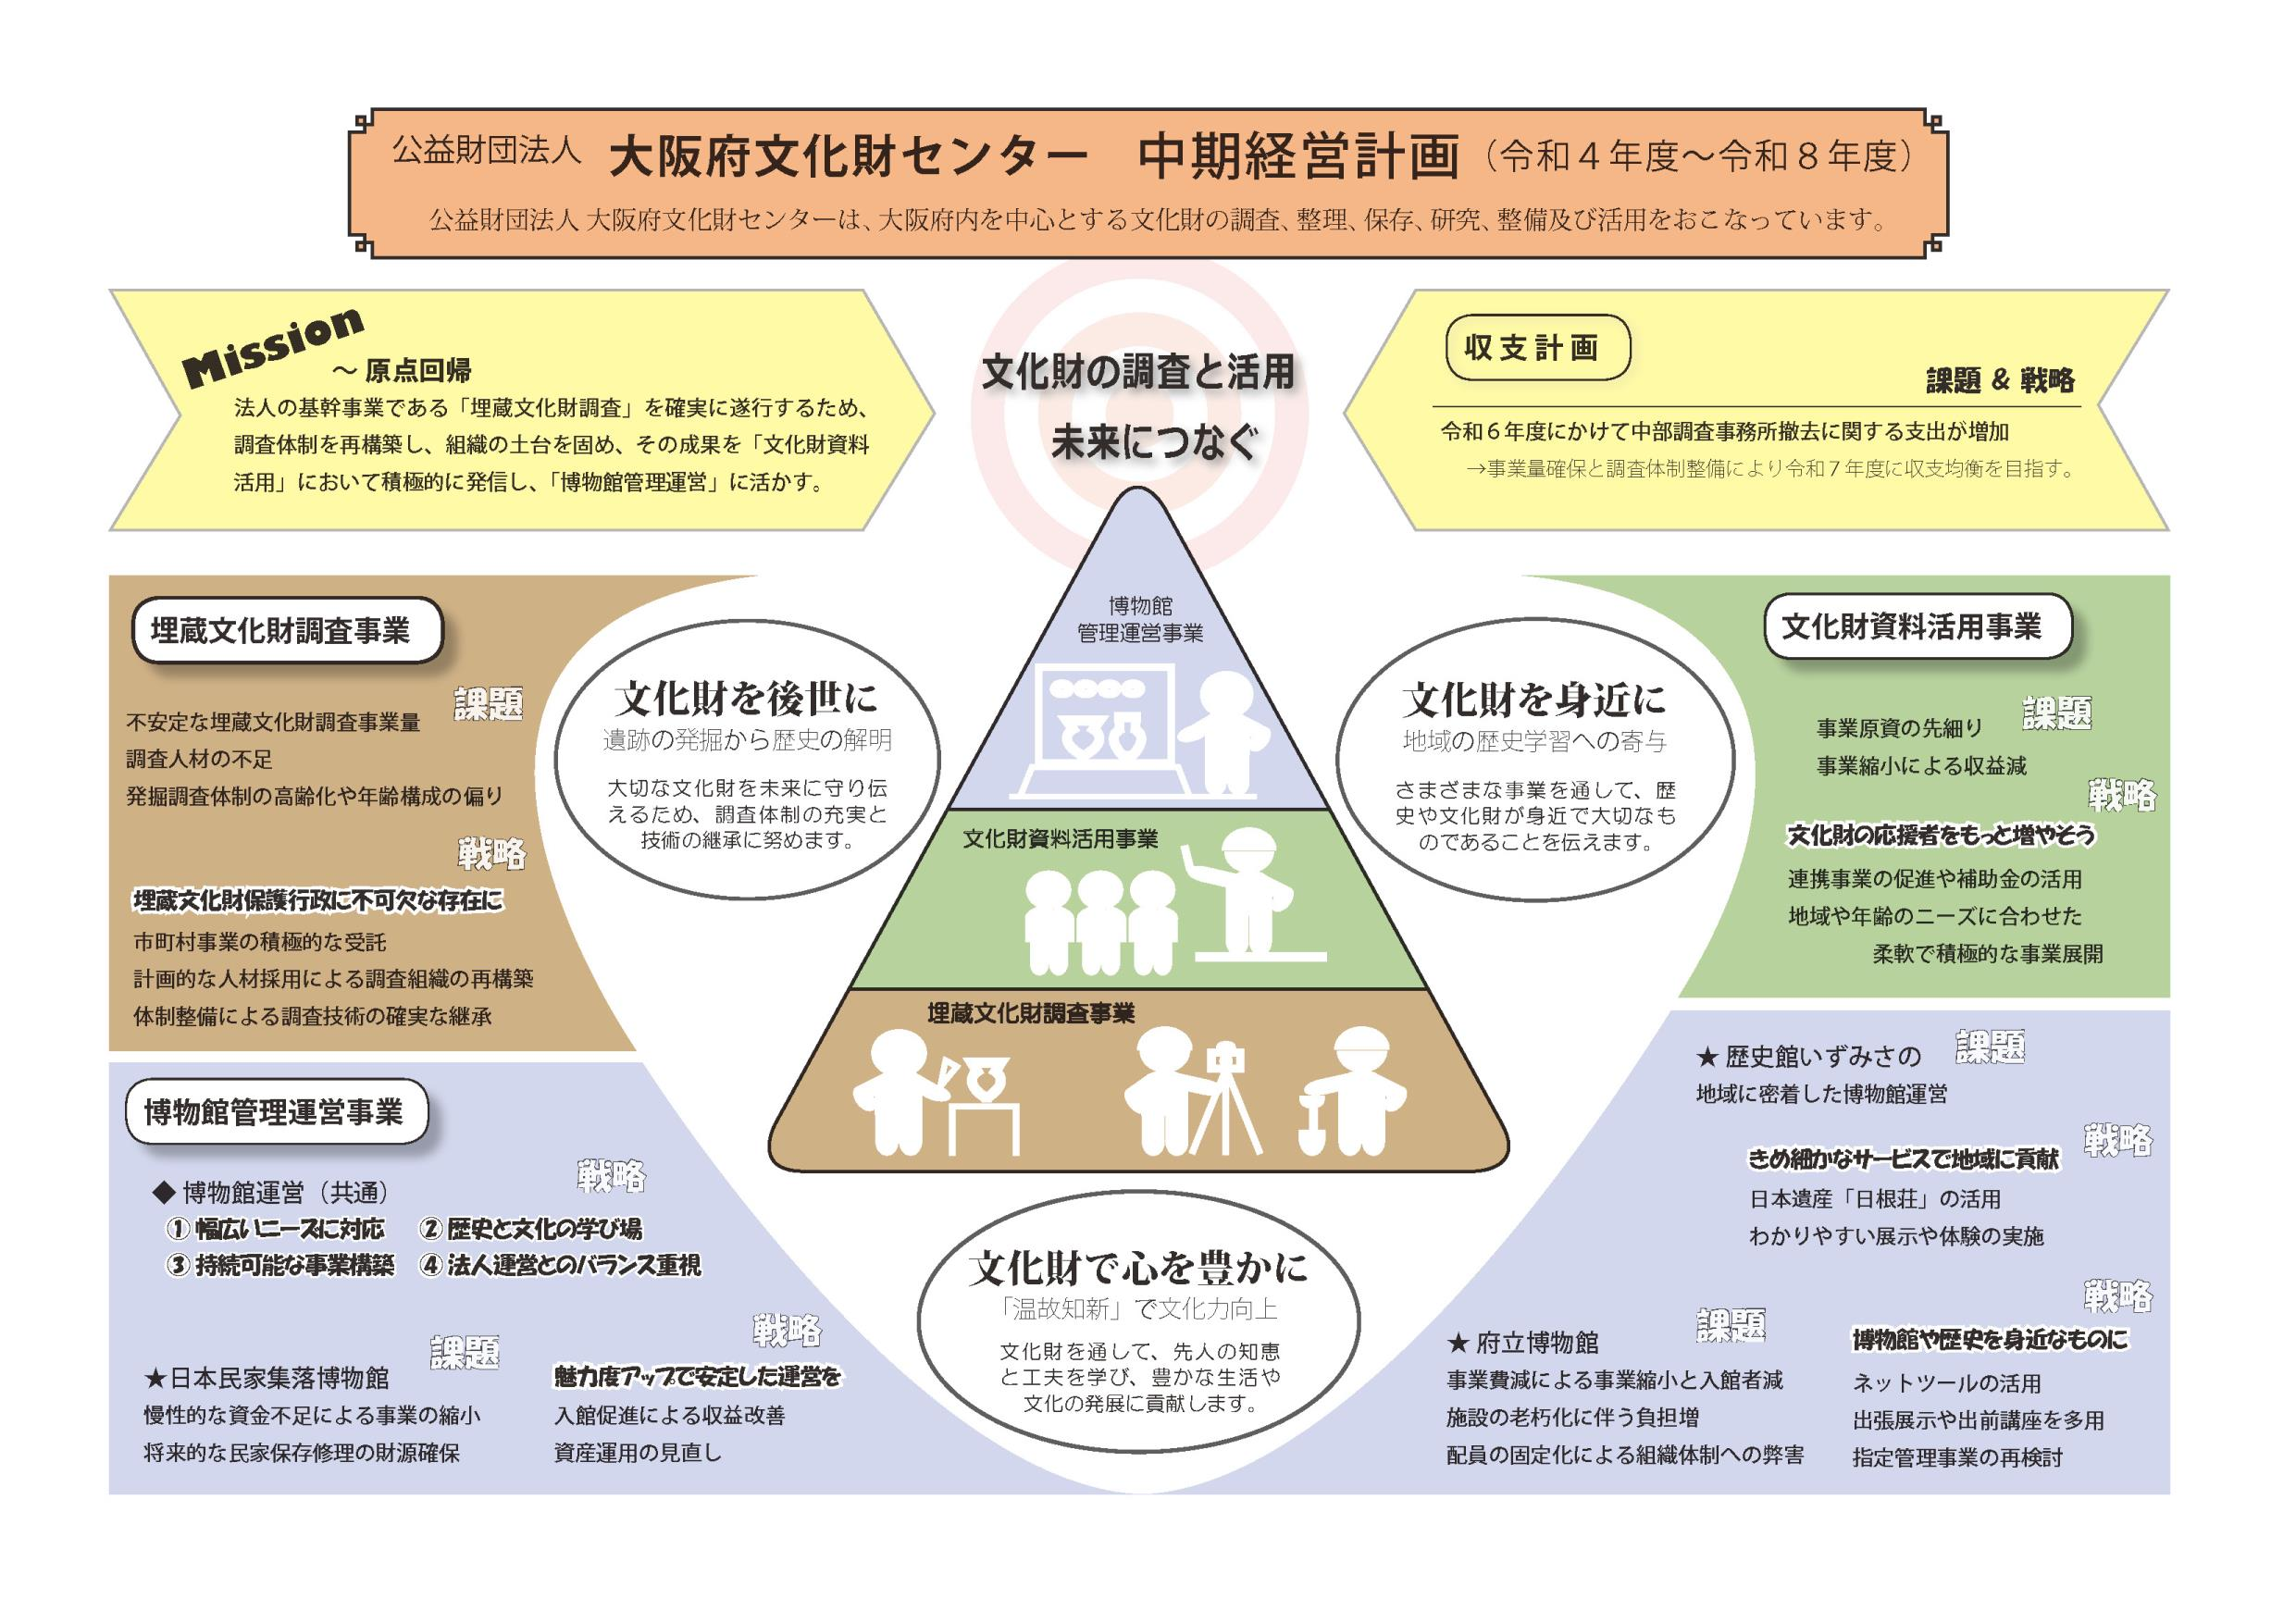 公益財団法人 大阪府文化財センター 中期経営計画（令和４年度～令和８年度）
公益財団法人 大阪府文化財センターは、大阪府内を中心とする文化財の調査、整理、保存、研究、整備及び活用をおこなっています。
Mission
～原点回帰
法人の基幹事業である「埋蔵文化財調査」を確実に遂行するため、
調査体制を再構築し、組織の土台を固め、その成果を「文化財資料
活用」において積極的に発信し、「博物館管理運営」に活かす。
文化財の調査と活用
未来につなぐ
収支計画
課題 & 戦略
令和６年度にかけて中部調査事務所撤去に関する支出が増加
→事業量確保と調査体制整備により令和７年度に収支均衡を目指す。
埋蔵文化財調査事業
課題
不安定な埋蔵文化財調査事業量
調査人材の不足
発掘調査体制の高齢化や年齢構成の偏り
戦略
埋蔵文化財保護行政に不可欠な存在に
市町村事業の積極的な受託
計画的な人材採用による調査組織の再構築
体制整備による調査技術の確実な継承
文化財を後世に
遺跡の発掘から歴史の解明
大切な文化財を未来に守り伝
えるため、調査体制の充実と
技術の継承に努めます。
博物館
管理運営事業
文化財資料活用事業
埋蔵文化財調査事業
文化財を身近に
地域の歴史学習への寄与
さまざまな事業を通して、歴
史や文化財が身近で大切なも
のであることを伝えます。
文化財資料活用事業
課題
事業原資の先細り
事業縮小による収益減
戦略
文化財の応援者をもっと増やそう
連携事業の促進や補助金の活用
地域や年齢のニーズに合わせた
柔軟で積極的な事業展開
博物館管理運営事業
戦略
◆ 博物館運営（共通）
① 幅広いニーズに対応 ② 歴史と文化の学び場
③ 持続可能な事業構築 ④ 法人運営とのバランス重視
課題
★日本民家集落博物館
慢性的な資金不足による事業の縮小
将来的な民家保存修理の財源確保
戦略
魅力度アップで安定した運営を
入館促進による収益改善
資産運用の見直し
文化財で心を豊かに
「温故知新」で文化力向上
文化財を通して、先人の知恵
と工夫を学び、豊かな生活や
文化の発展に貢献します。
課題
★ 歴史館いずみさの
地域に密着した博物館運営
戦略
きめ細かなサービスで地域に貢献
日本遺産「日根荘」の活用
わかりやすい展示や体験の実施
課題
★ 府立博物館
事業費減による事業縮小と入館者減
施設の老朽化に伴う負担増
配員の固定化による組織体制への弊害
戦略
博物館や歴史を身近なものに
ネットツールの活用
出張展示や出前講座を多用
指定管理事業の再検討